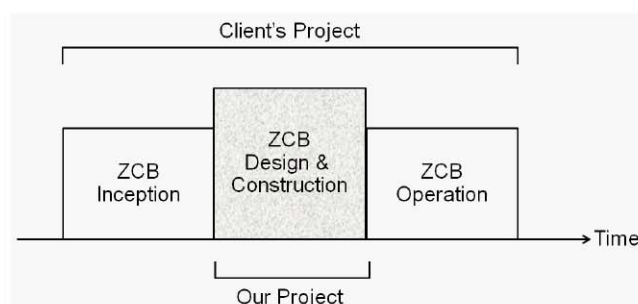 Client's Project
ZCB
Inception
ZCB
Design &
Construction
ZCB
Operation
Time
Our Project